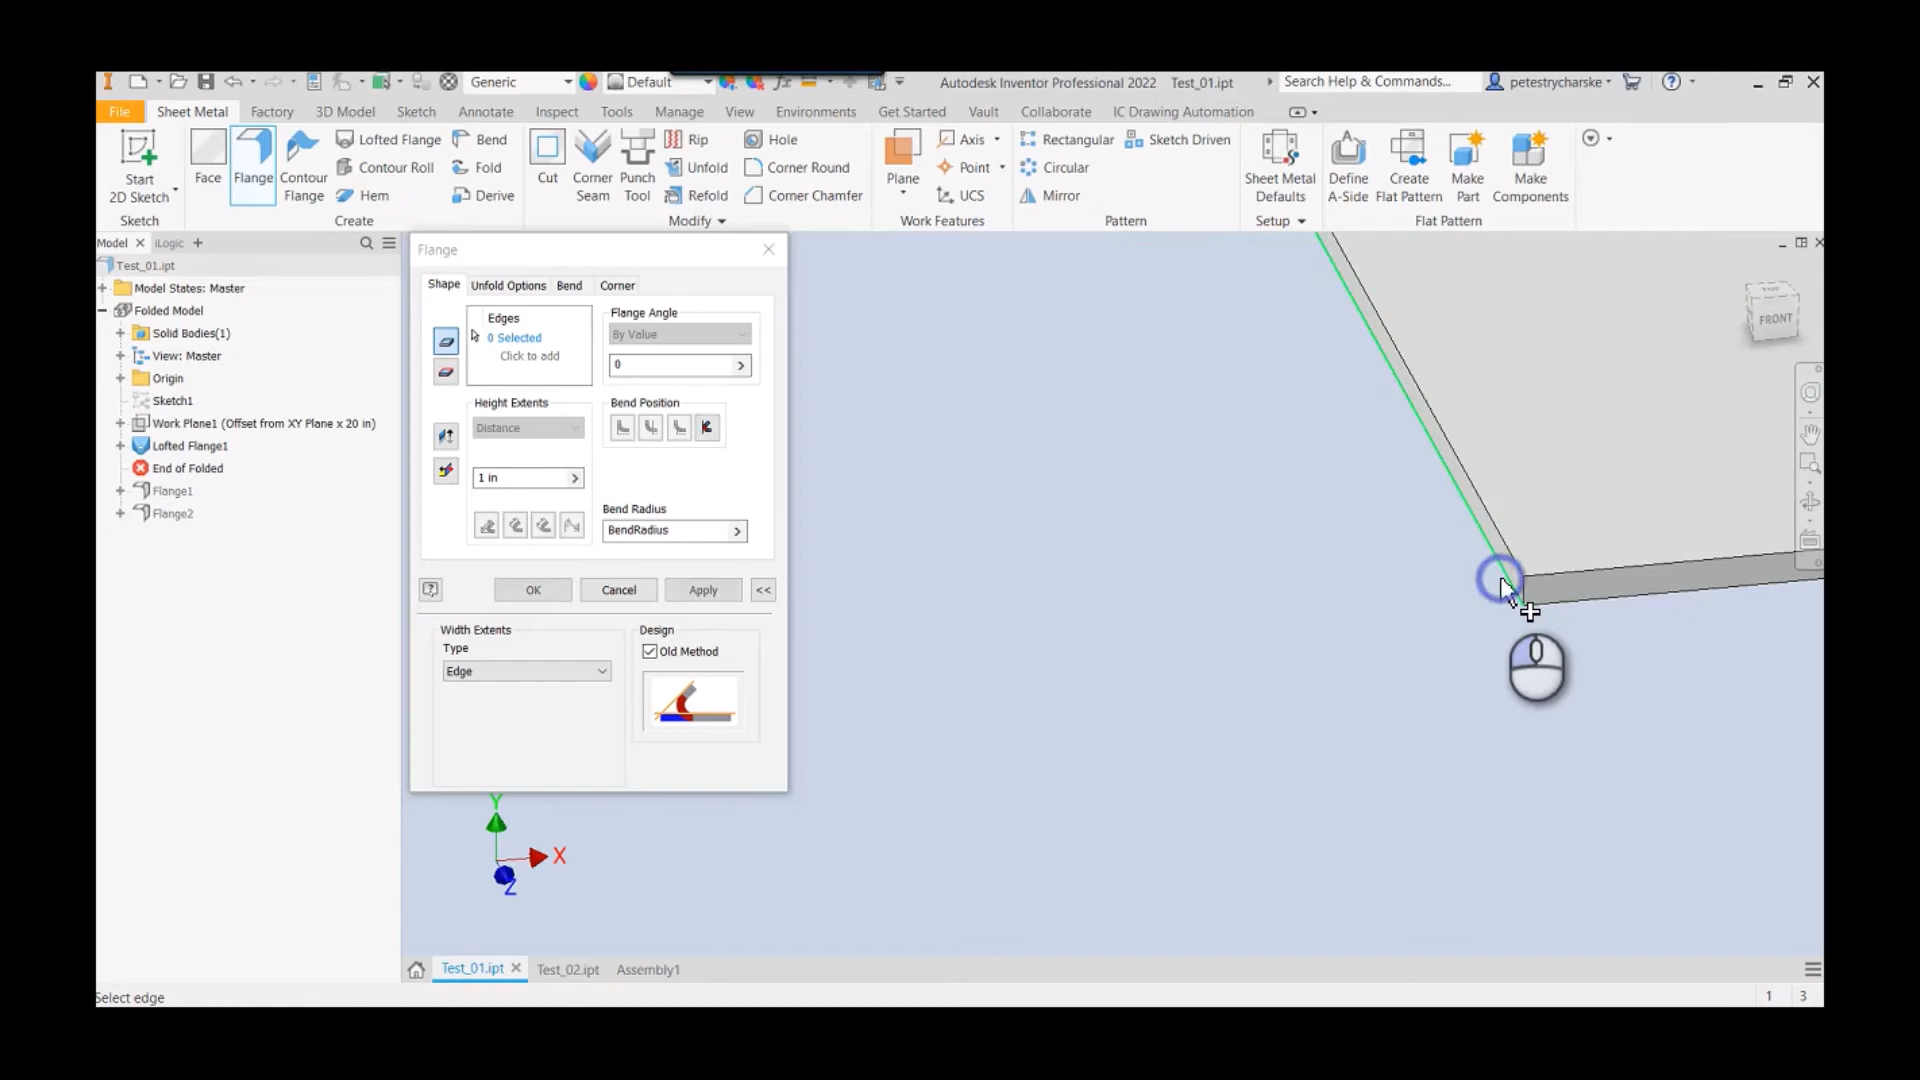 Generic
Default
Autodesk Inventor Professional 2022 Test_01.ipt
Search Help & Commands...
petestrycharske
File Sheet Metal Factory 3D Model Sketch Annotate Inspect Tools Manage View Environments Get Started Vault Collaborate IC Drawing Automation
Start
2D Sketch
Sketch
Face
Flange
Contour
Flange
Lofted Flange
Contour Roll
Hem
Bend
Fold
Derive
Create
Cut
Corner
Seam
Punch
Tool
Rip
Unfold
Refold
Hole
Corner Round
Corner Chamfer
Modify
Plane
Axis
Point
UCS
Work Features
Rectangular
Circular
Mirror
Sketch Driven
Pattern
Sheet Metal
Defaults
Setup
Define
A-Side
Create
Flat Pattern
Make
Part
Make
Components
Flat Pattern
Model iLogic
Test_01.ipt
Model States: Master
Folded Model
Solid Bodies(1)
View: Master
Origin
Sketch1
Work Plane1 (Offset from XY Plane x 20 in)
Lofted Flange1
End of Folded
Flange1
Flange2
Flange
Shape Unfold Options Bend Corner
Edges
0 Selected
Click to add
Flange Angle
By Value
0
Height Extents
Distance
1 in
Bend Position
Bend Radius
BendRadius
OK Cancel Apply <<
Width Extents
Type
Edge
Design
Old Method
TOP
FRONT
Y
X
Z
Test_01.ipt Test_02.ipt Assembly1
Select edge
1 3